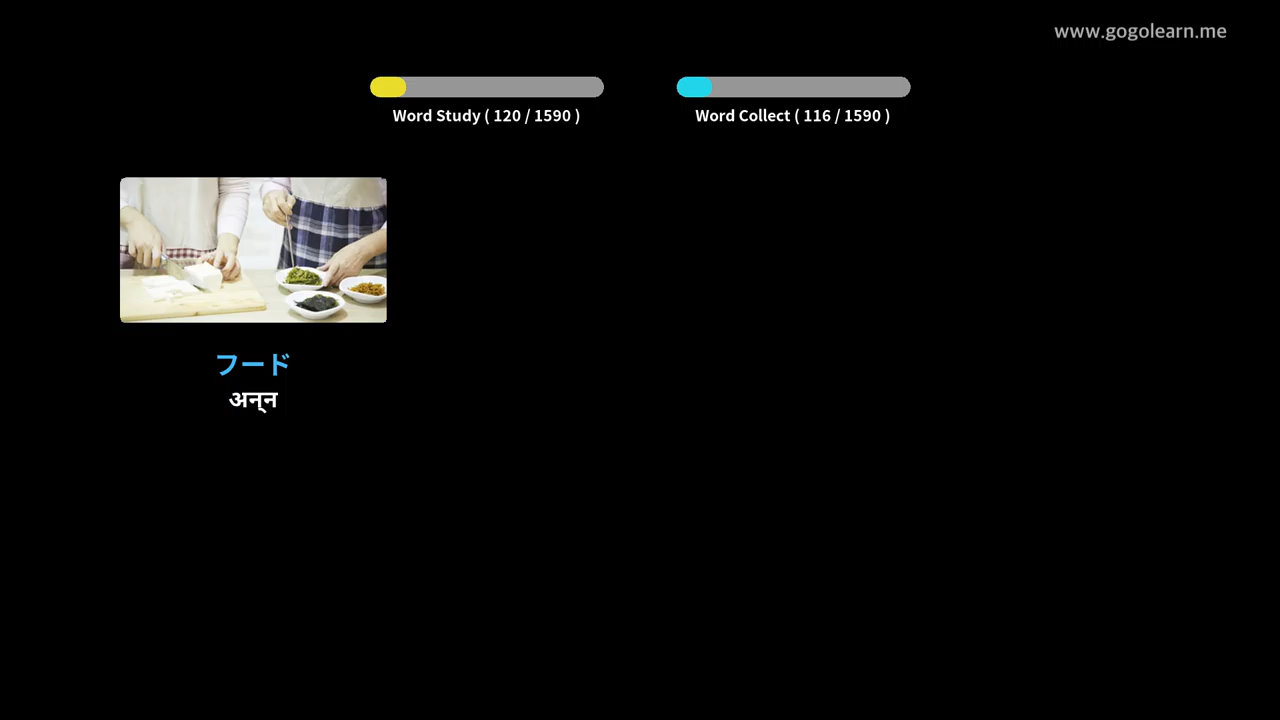 www.gogolearn.me
Word Study ( 120 / 1590 )
Word Collect ( 116 / 1590 )
フード
अन्‌न